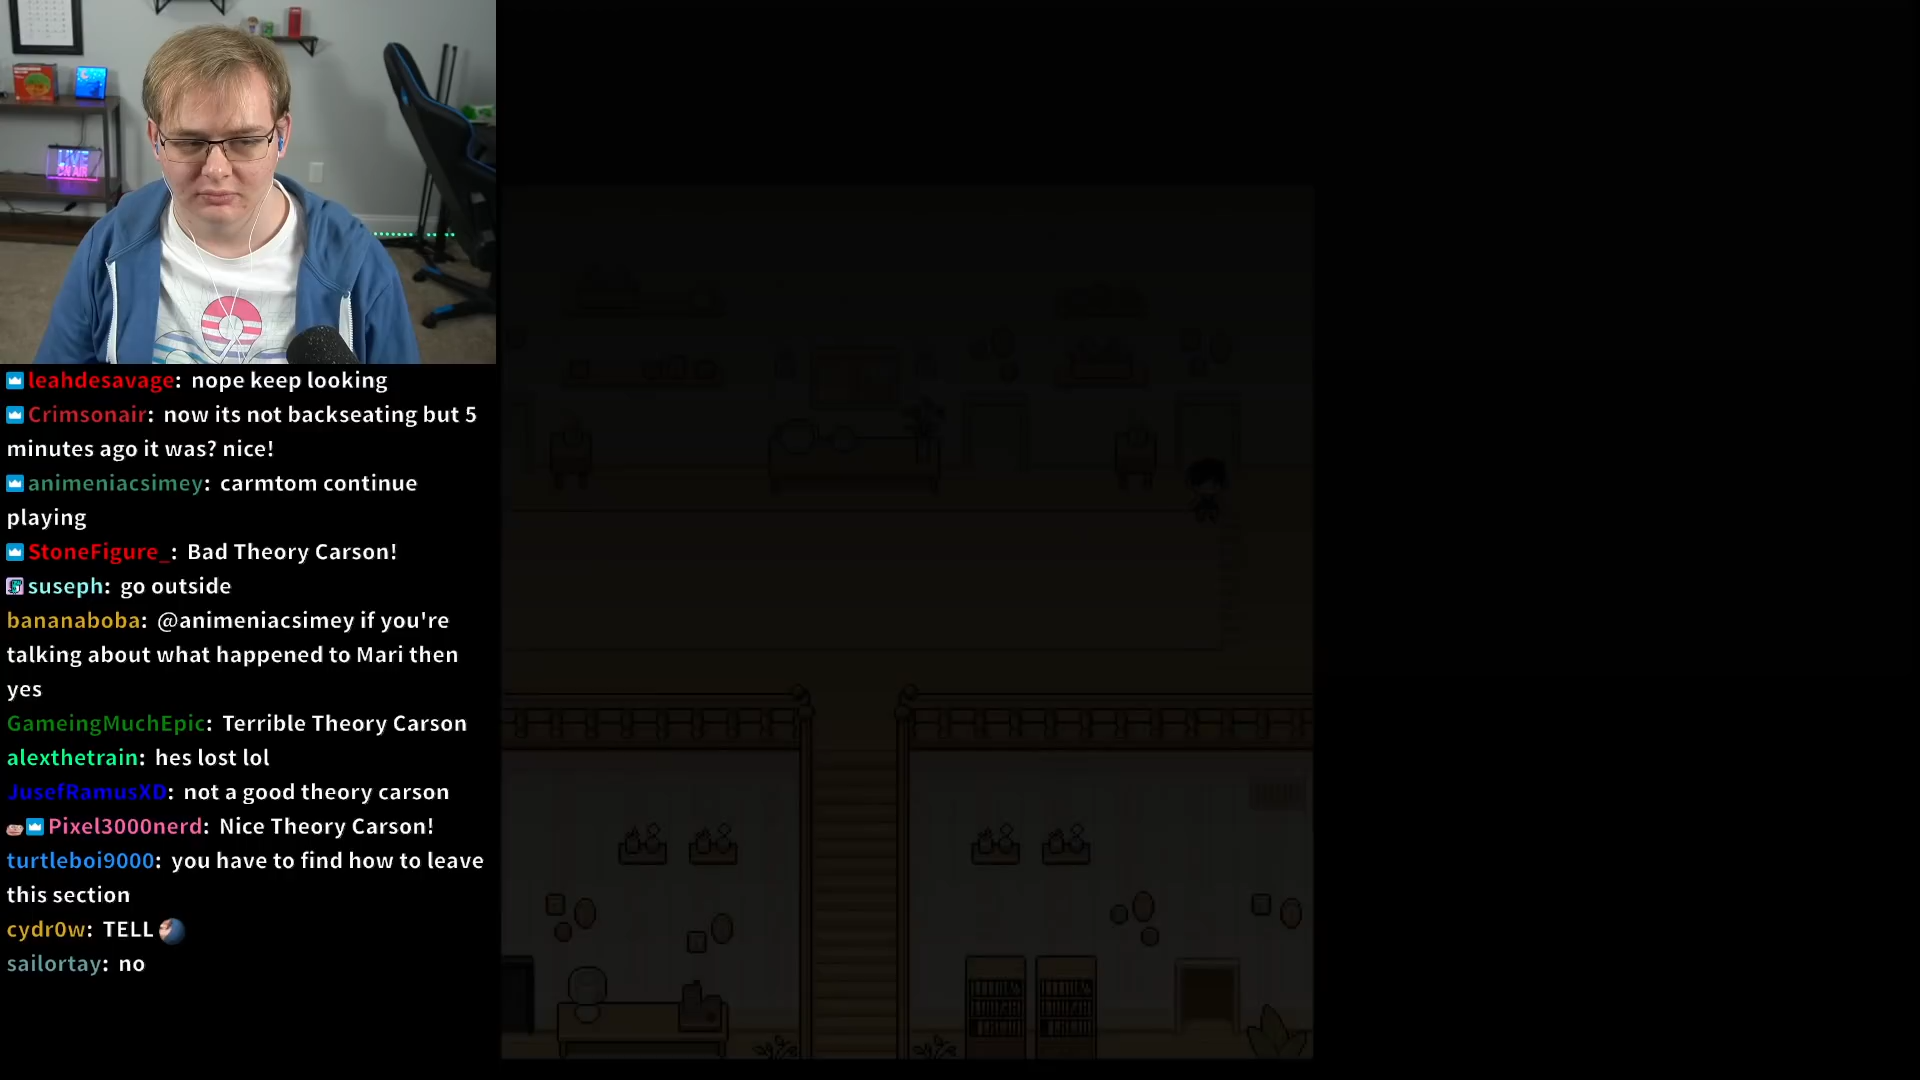 LIVE
ON AIR
leahdesavage: nope keep looking
Crimsonair: now its not backseating but 5
minutes ago it was? nice!
animeniacsimey: carmtom continue
playing
StoneFigure_: Bad Theory Carson!
suseph: go outside
bananaboba: @animeniacsimey if you're
talking about what happened to Mari then
yes
GameingMuchEpic: Terrible Theory Carson
alexthetrain: hes lost lol
JusefRamusXD: not a good theory carson
Pixel3000nerd: Nice Theory Carson!
turtleboi9000: you have to find how to leave
this section
cydr0w: TELL
sailortay: no